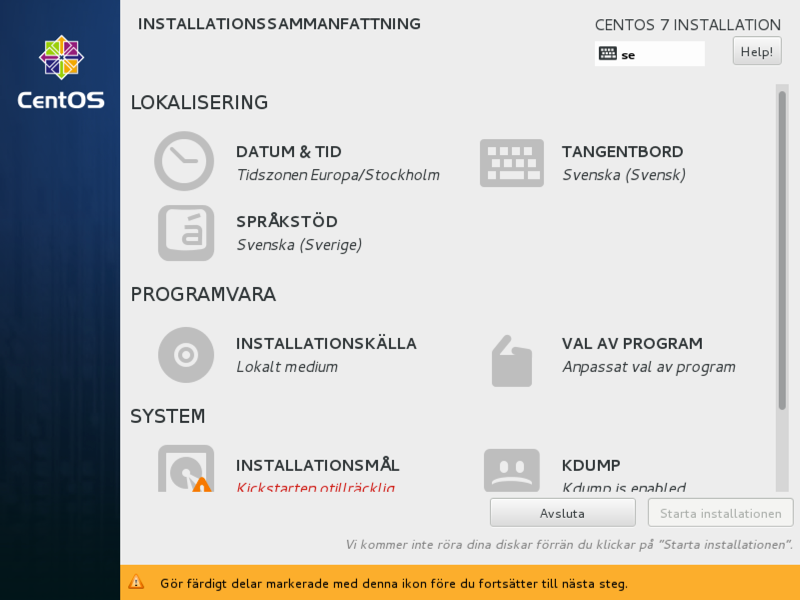 INSTALLATIONSSAMMANFATTNING
CENTOS 7 INSTALLATION
se
Help!
CentOS
LOKALISERING
DATUM & TID
Tidszonen Europa/Stockholm
TANGENTBORD
Svenska (Svensk)
SPRÅKSTÖD
Svenska (Sverige)
PROGRAMVARA
INSTALLATIONSKÄLLA
Lokalt medium
VAL AV PROGRAM
Anpassat val av program
SYSTEM
INSTALLATIONSMÅL
Kickstarten otillräcklig
KDUMP
Kdump is enabled
Avsluta
Starta installationen
Vi kommer inte röra dina diskar förrän du klickar på "Starta installationen".
Gör färdigt delar markerade med denna ikon före du fortsätter till nästa steg.